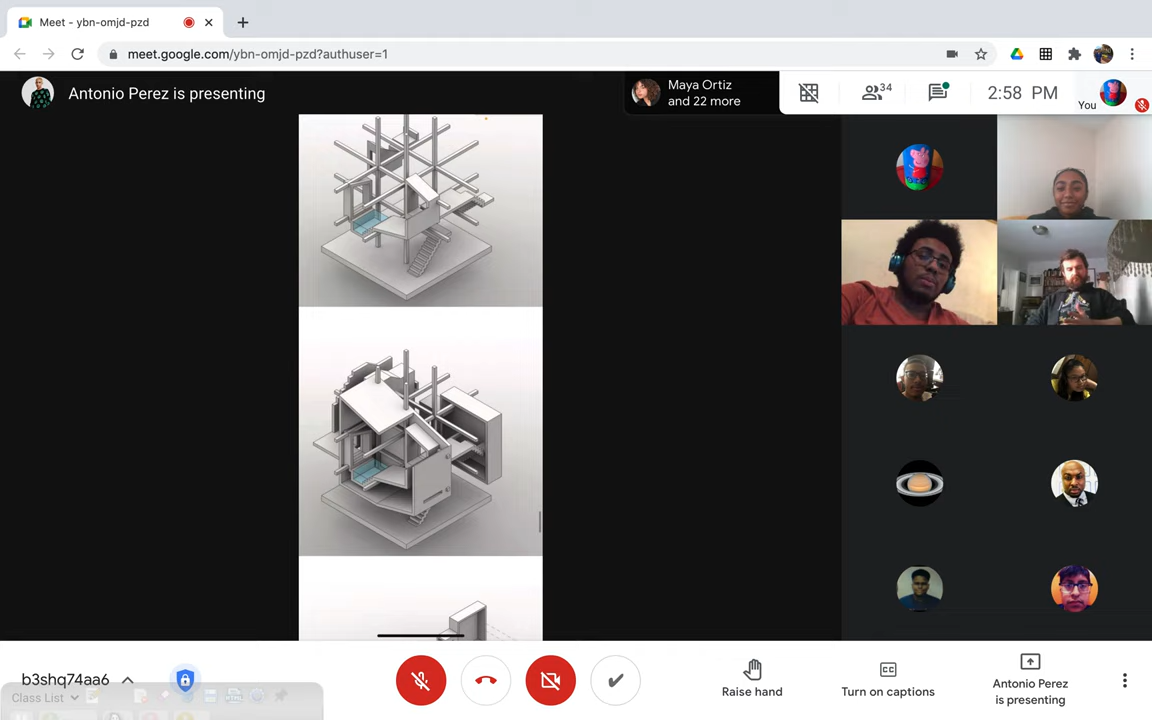 Meet - ybn-omjd-pzd
meet.google.com/ybn-omjd-pzd?authuser=1
Antonio Perez is presenting
Maya Ortiz
and 22 more
34
2:58 PM
You
b3shq74aa6
Class List
Raise hand
Turn on captions
Antonio Perez
is presenting